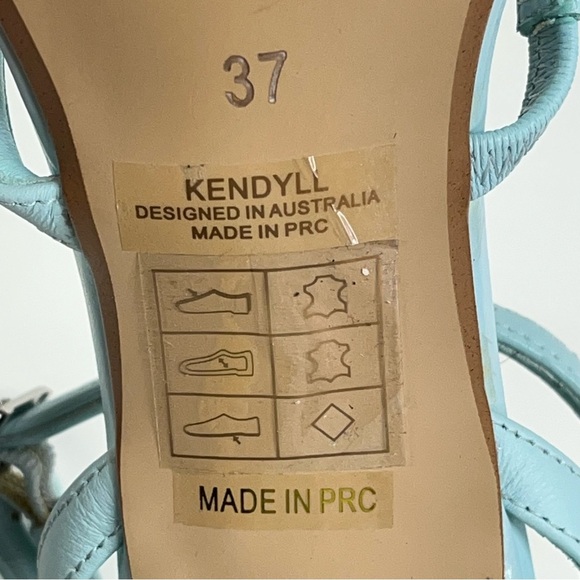 37
KENDYLL
DESIGNED IN AUSTRALIA
MADE IN PRC
MADE IN PRC